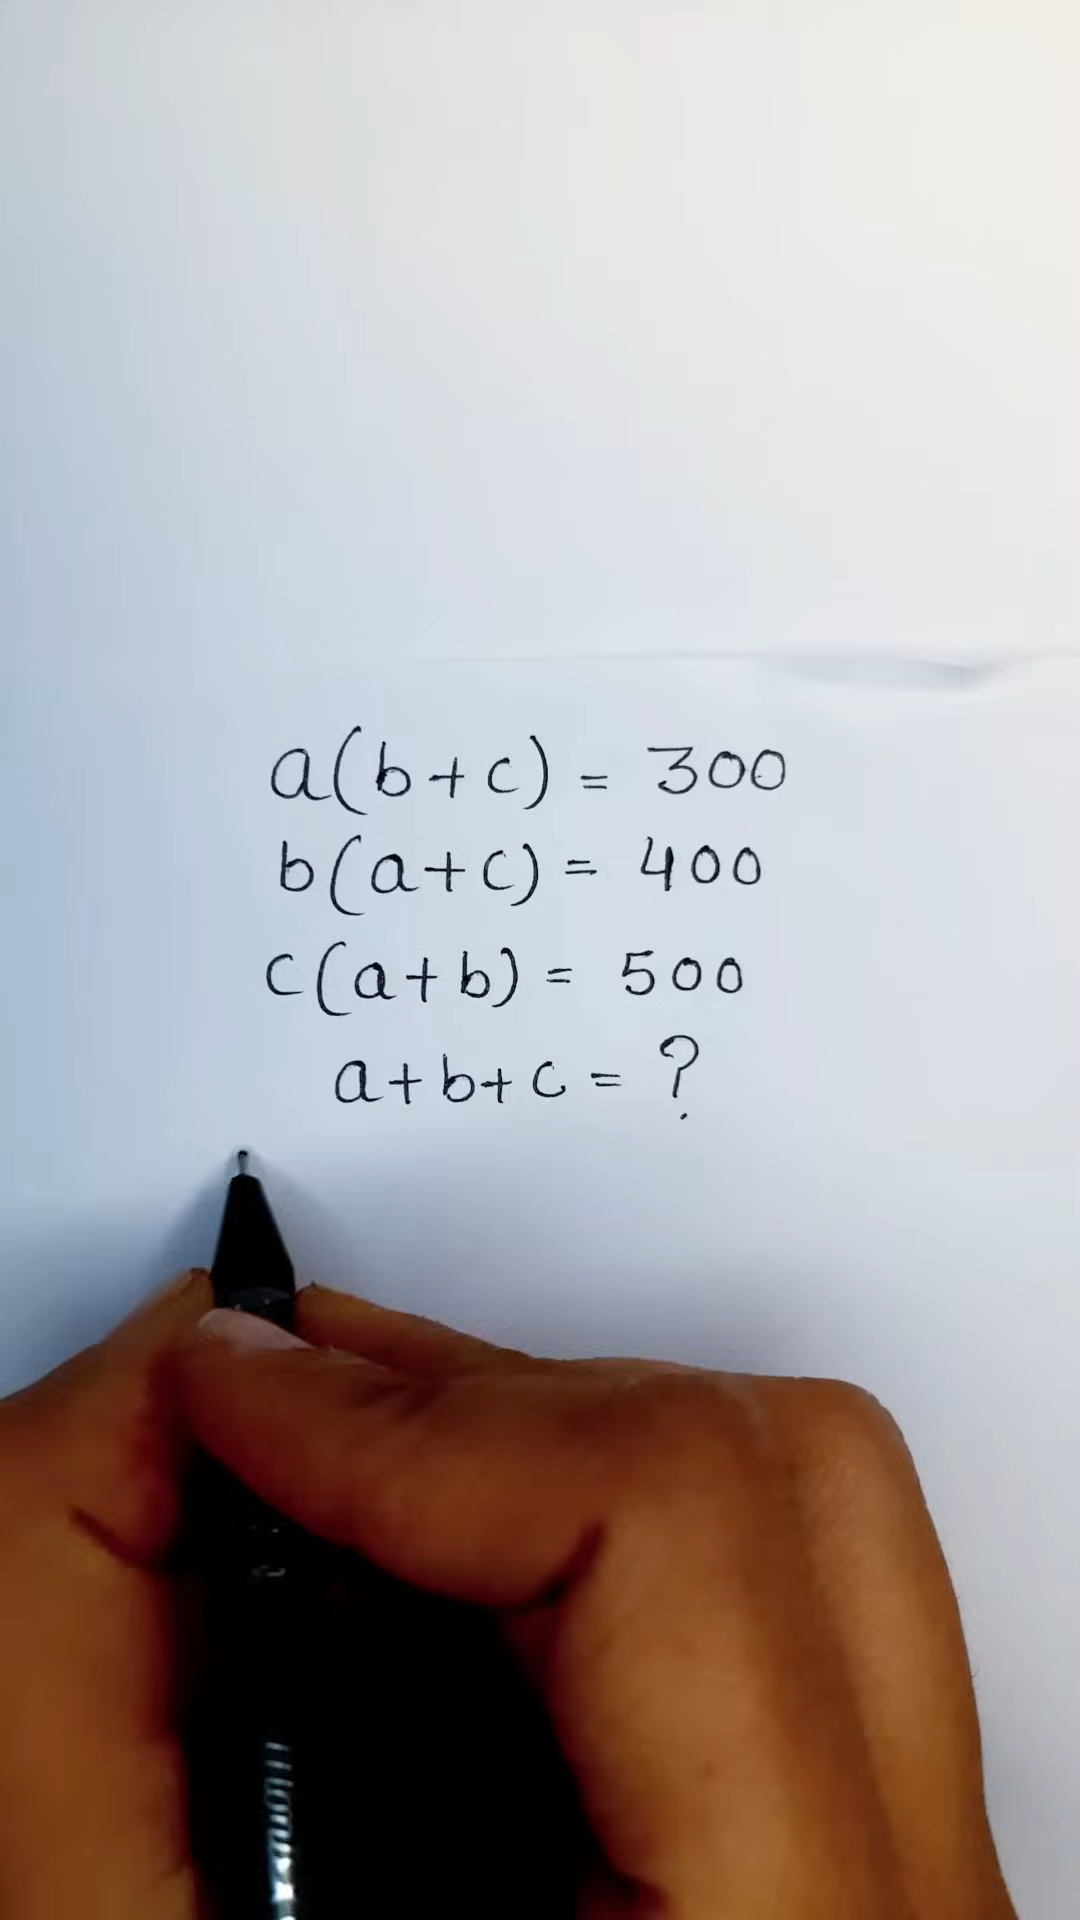 a(b+c) = 300
b(a+c) = 400
c(a+b) = 500
a+b+c = ?